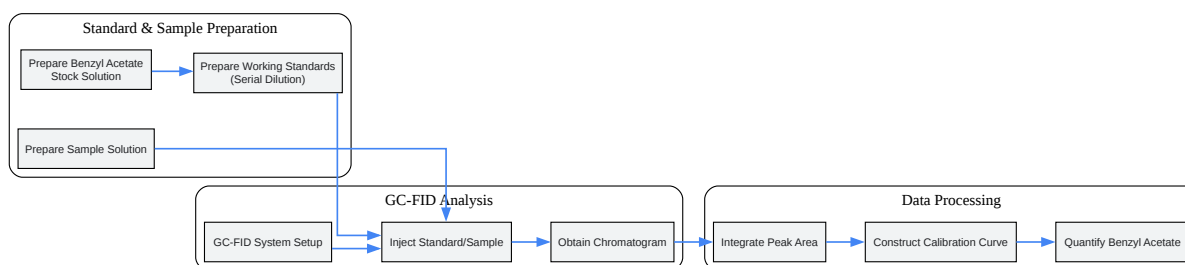 Standard & Sample Preparation
Prepare Benzyl Acetate
Stock Solution
Prepare Working Standards
(Serial Dilution)
Prepare Sample Solution
GC-FID Analysis
GC-FID System Setup
Inject Standard/Sample
Obtain Chromatogram
Data Processing
Integrate Peak Area
Construct Calibration Curve
Quantify Benzyl Acetate